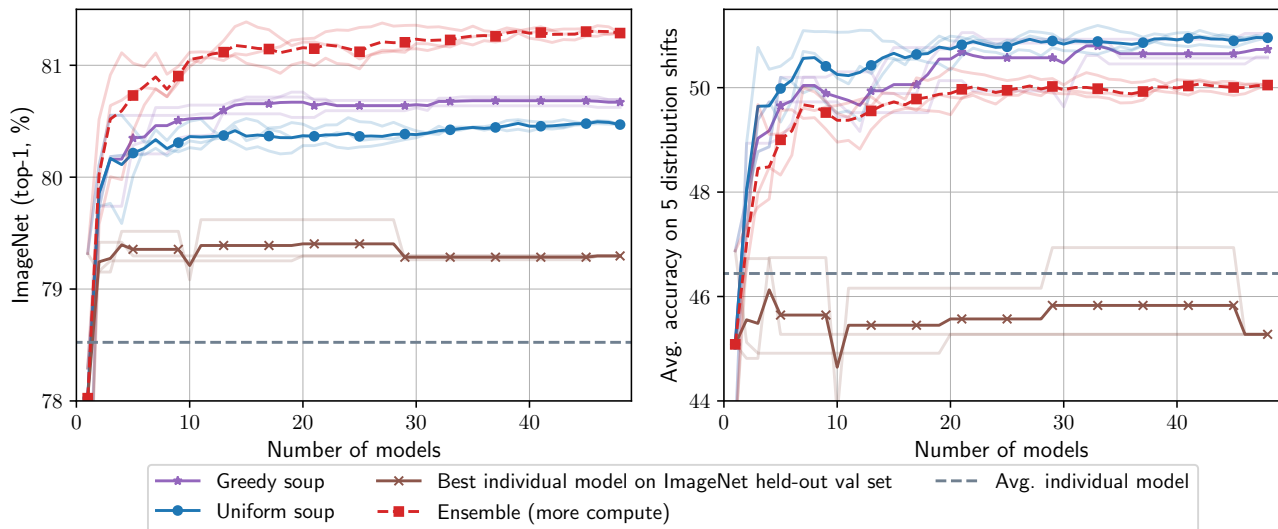 ImageNet (top-1, %)
81
80
79
78
0
10
20
30
40
Number of models
Avg. accuracy on 5 distribution shifts
50
48
46
44
0
10
20
30
40
Number of models
Greedy soup
Best individual model on ImageNet held-out val set
Avg. individual model
Uniform soup
Ensemble (more compute)